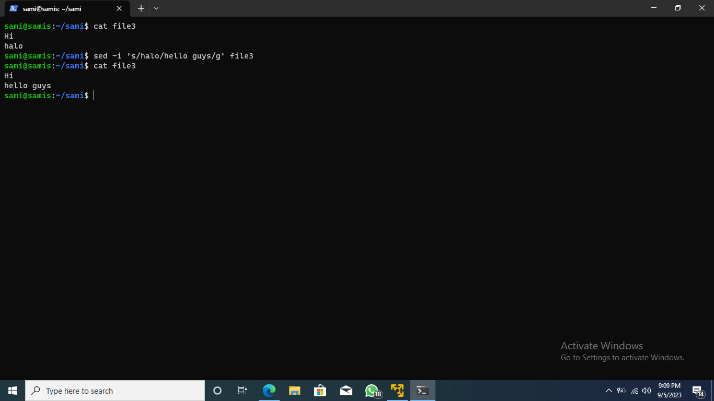 sami@samis: ~/sami
sami@samis:~/sami$ cat file3
Hi
halo
sami@samis:~/sami$ sed -i 's/halo/hello guys/g' file3
sami@samis:~/sami$ cat file3
Hi
hello guys
sami@samis:~/sami$
Activate Windows
Go to Settings to activate Windows.
Type here to search
9:09 PM
9/5/2023